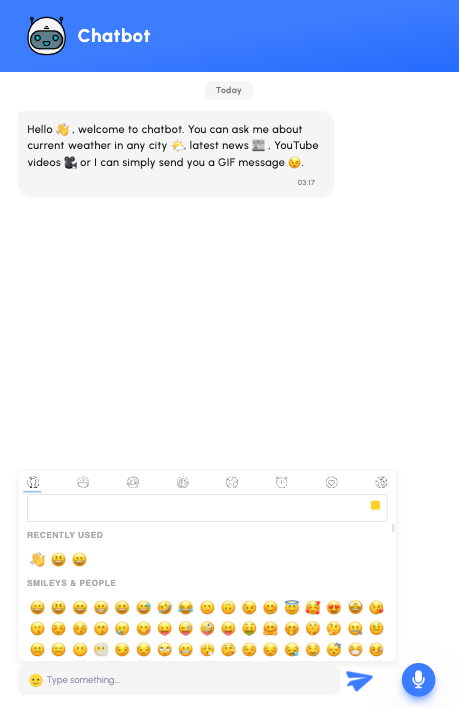 Chatbot
Today
Hello 👋 , welcome to chatbot. You can ask me about
current weather in any city 🌤️, latest news 📰 , YouTube
videos 🎥 or I can simply send you a GIF message 😉.
03:17
RECENTLY USED
SMILEYS & PEOPLE
Type something...